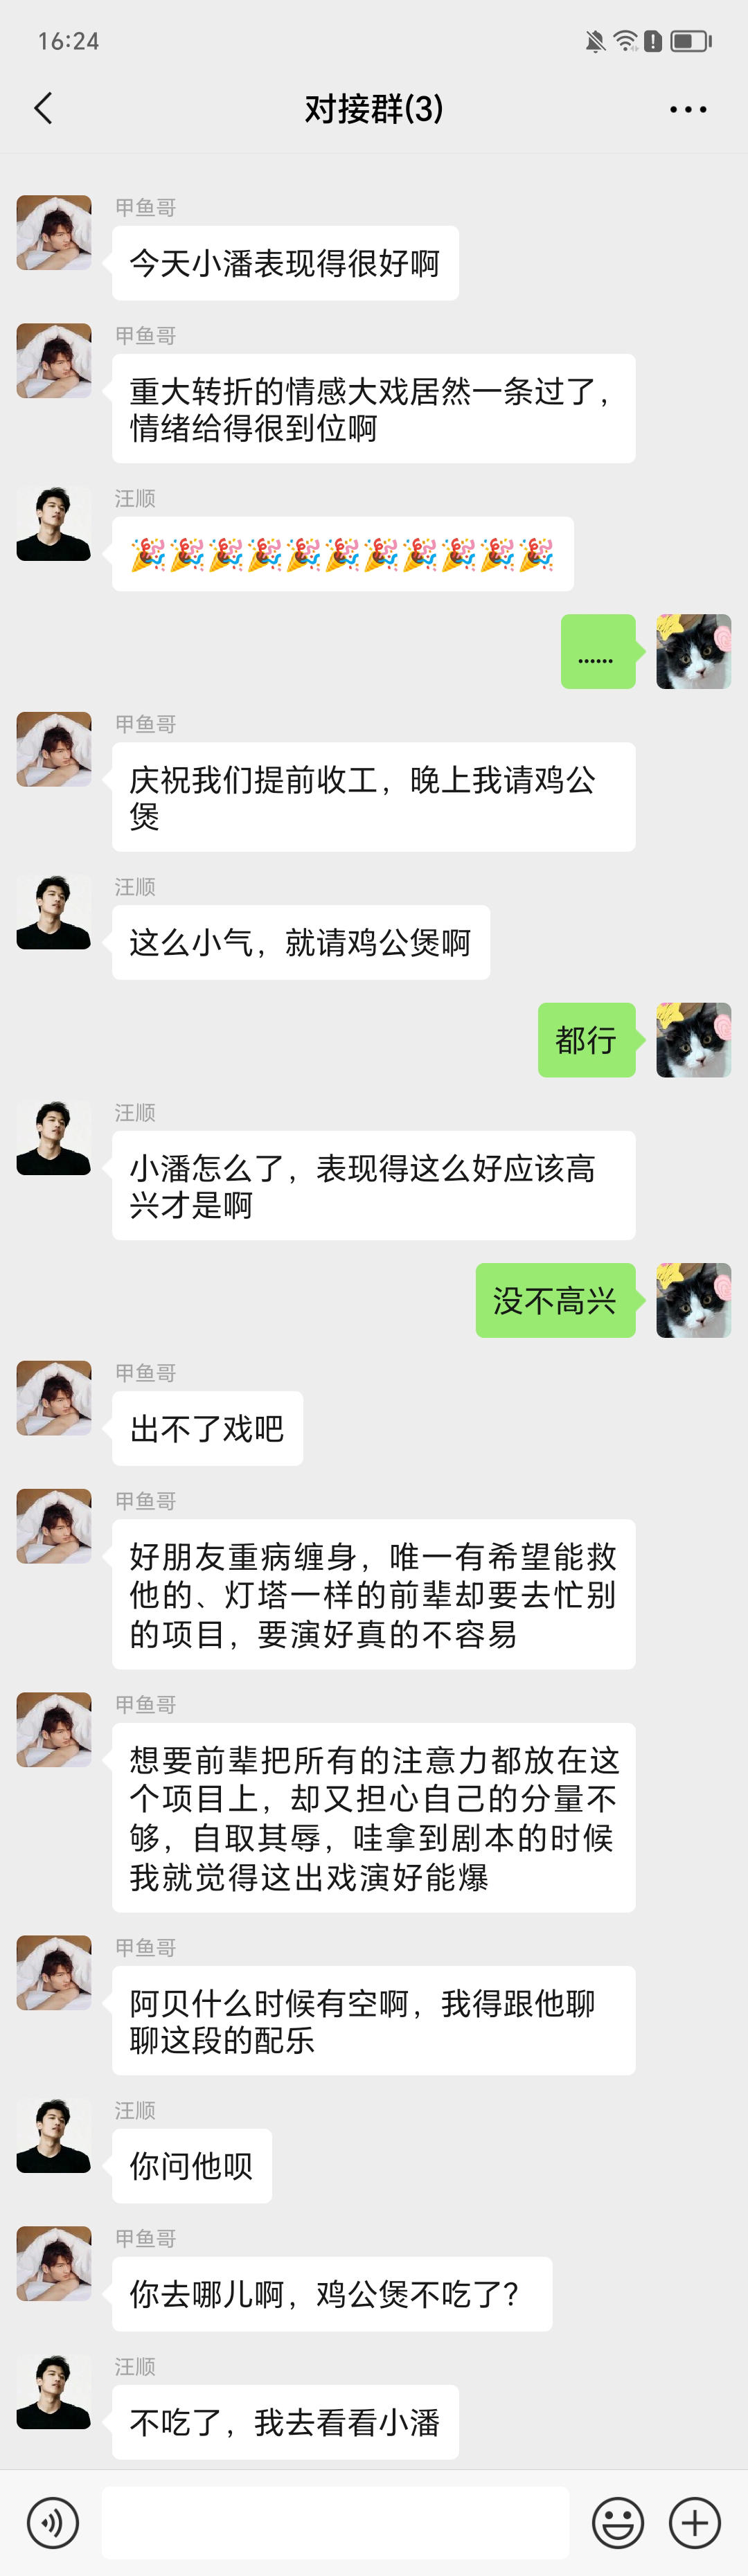 16:24
对接群(3)
甲鱼哥
今天小潘表现得很好啊
甲鱼哥
重大转折的情感大戏居然一条过了，
情绪给得很到位啊
汪顺
🎉🎉🎉🎉🎉🎉🎉🎉🎉🎉🎉
……
甲鱼哥
庆祝我们提前收工，晚上我请鸡公
煲
汪顺
这么小气，就请鸡公煲啊
都行
汪顺
小潘怎么了，表现得这么好应该高
兴才是啊
没不高兴
甲鱼哥
出不了戏吧
甲鱼哥
好朋友重病缠身，唯一有希望能救
他的、灯塔一样的前辈却要去忙别
的项目，要演好真的不容易
甲鱼哥
想要前辈把所有的注意力都放在这
个项目上，却又担心自己的分量不
够，自取其辱，哇拿到剧本的时候
我就觉得这出戏演好能爆
甲鱼哥
阿贝什么时候有空啊，我得跟他聊
聊这段的配乐
汪顺
你问他呗
甲鱼哥
你去哪儿啊，鸡公煲不吃了？
汪顺
不吃了，我去看看小潘